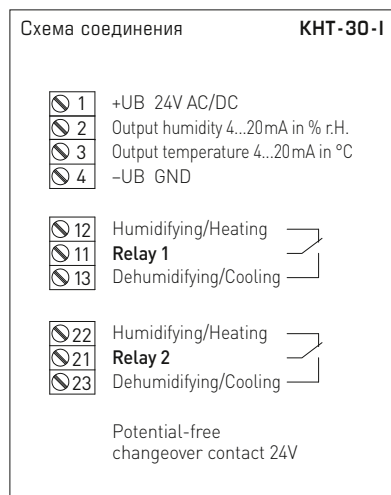 Схема соединения KHT-30-I
1 +UB 24V AC/DC
2 Output humidity 4...20mA in % r.H.
3 Output temperature 4...20mA in °C
4 –UB GND
12 Humidifying/Heating
11 Relay 1
13 Dehumidifying/Cooling
22 Humidifying/Heating
21 Relay 2
23 Dehumidifying/Cooling
Potential-free
changeover contact 24V